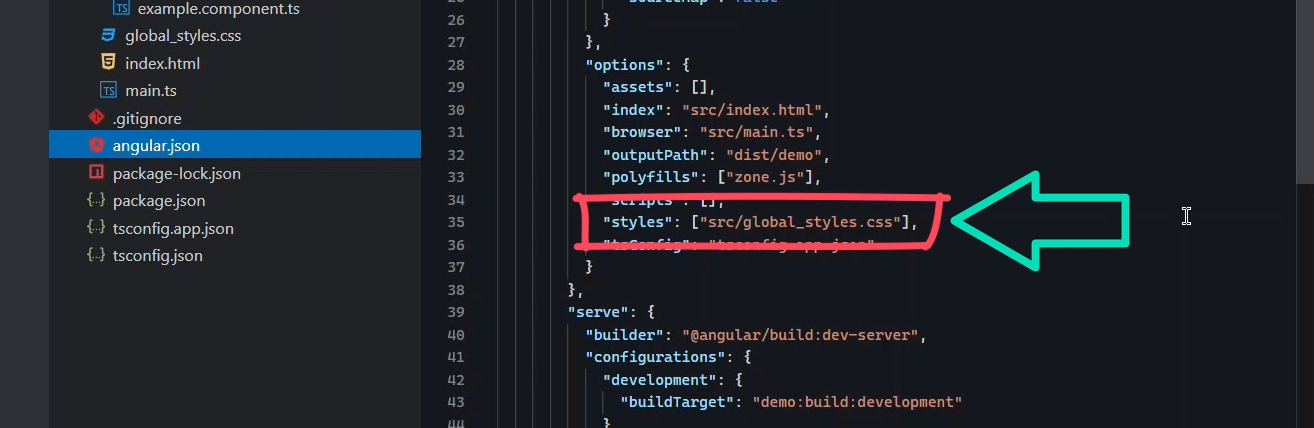 example.component.ts
global_styles.css
index.html
main.ts
.gitignore
angular.json
package-lock.json
package.json
tsconfig.app.json
tsconfig.json
26 }
27 },
28 "options": {
29 "assets": [],
30 "index": "src/index.html",
31 "browser": "src/main.ts",
32 "outputPath": "dist/demo",
33 "polyfills": ["zone.js"],
34 "scripts": [],
35 "styles": ["src/global_styles.css"],
36 "tsConfig": "tsconfig.app.json"
37 }
38 },
39 "serve": {
40 "builder": "@angular/build:dev-server",
41 "configurations": {
42 "development": {
43 "buildTarget": "demo:build:development"
44 }